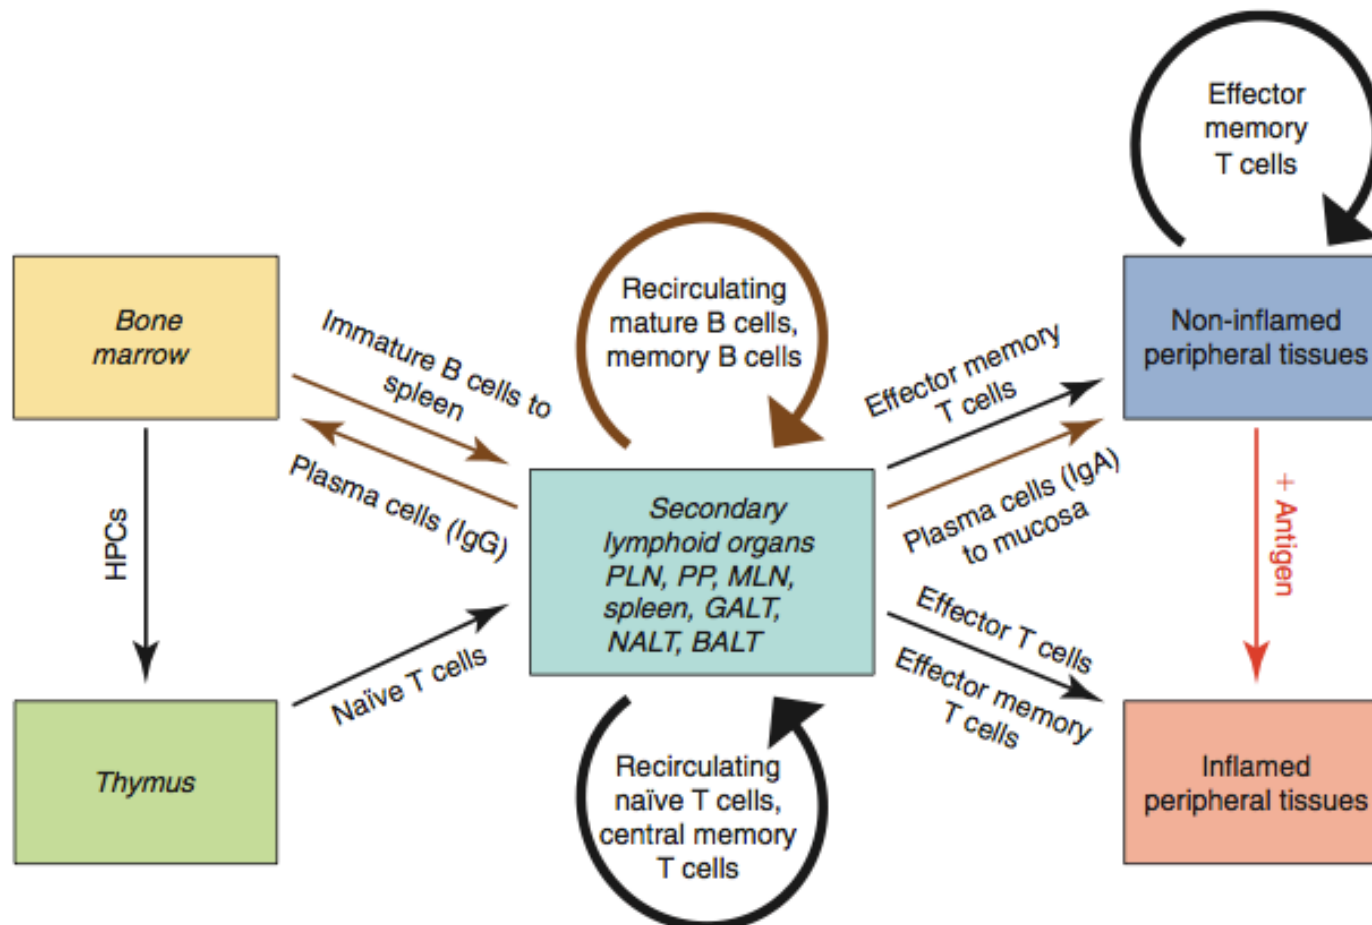 Effector
memory
T cells
Bone
marrow
Immature B cells to
spleen
Plasma cells (IgG)
Recirculating
mature B cells,
memory B cells
Effector memory
T cells
Plasma cells (IgA)
to mucosa
Non-inflamed
peripheral tissues
HPCs
Secondary
lymphoid organs
PLN, PP, MLN,
spleen, GALT,
NALT, BALT
+ Antigen
Naïve T cells
Effector T cells
Effector memory
T cells
Thymus
Recirculating
naïve T cells,
central memory
T cells
Inflamed
peripheral tissues